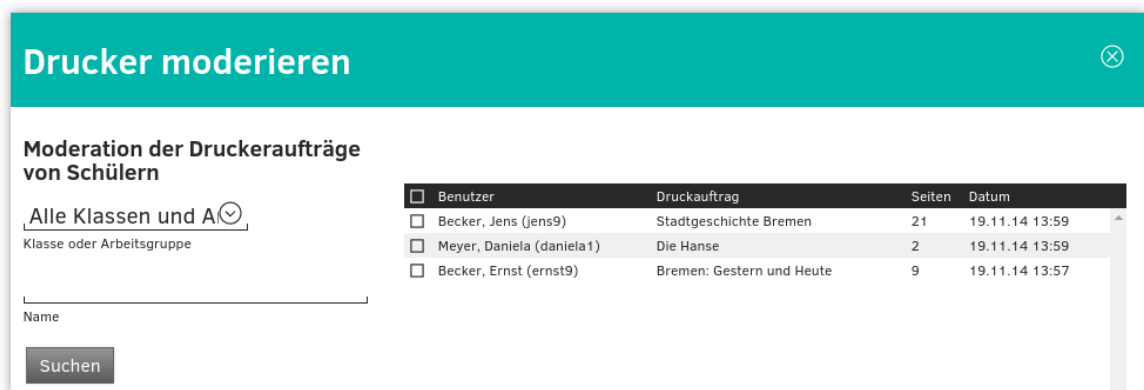 Drucker moderieren
Moderation der Druckeraufträge
von Schülern
Alle Klassen und A
Klasse oder Arbeitsgruppe
Name
Suchen
Benutzer Druckauftrag Seiten Datum
Becker, Jens (jens9) Stadtgeschichte Bremen 21 19.11.14 13:59
Meyer, Daniela (daniela1) Die Hanse 2 19.11.14 13:59
Becker, Ernst (ernst9) Bremen: Gestern und Heute 9 19.11.14 13:57